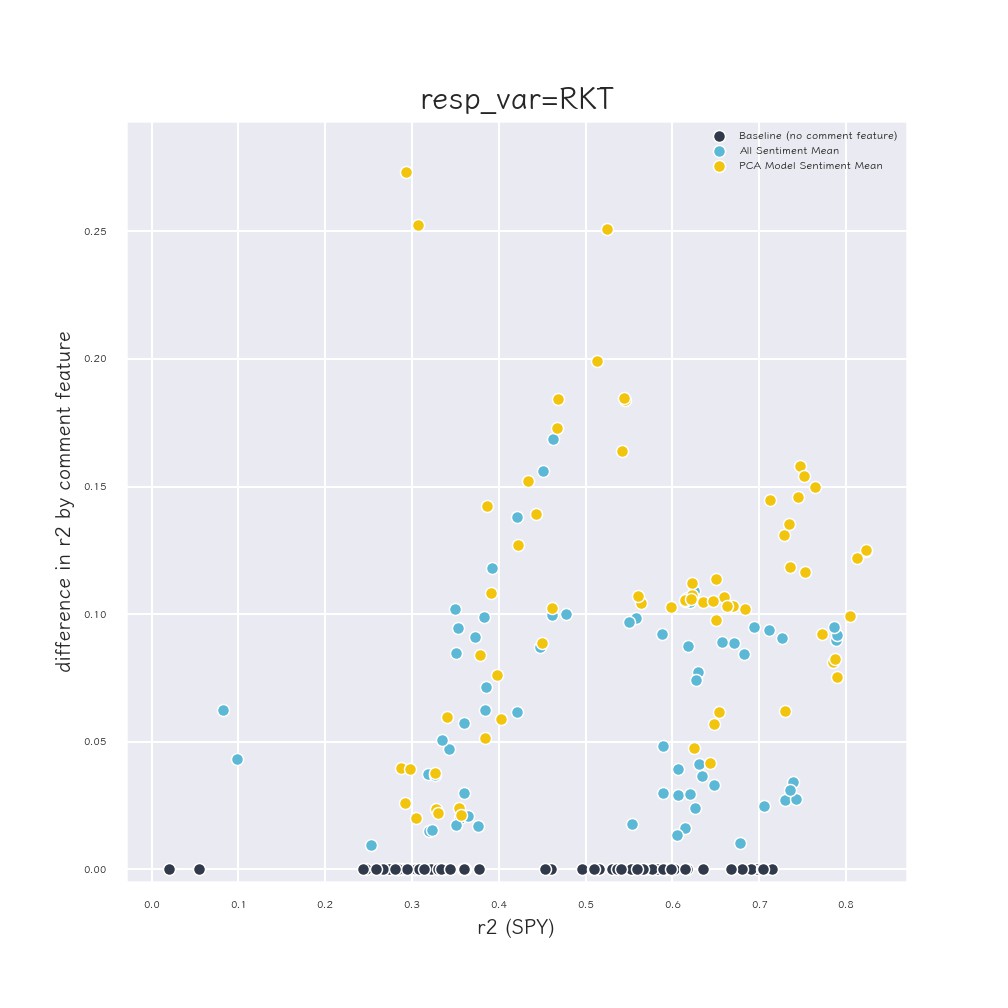 resp_var=RKT
Baseline (no comment feature)
All Sentiment Mean
PCA Model Sentiment Mean
difference in r2 by comment feature
0.25
0.20
0.15
0.10
0.05
0.00
0.0 0.1 0.2 0.3 0.4 0.5 0.6 0.7 0.8
r2 (SPY)